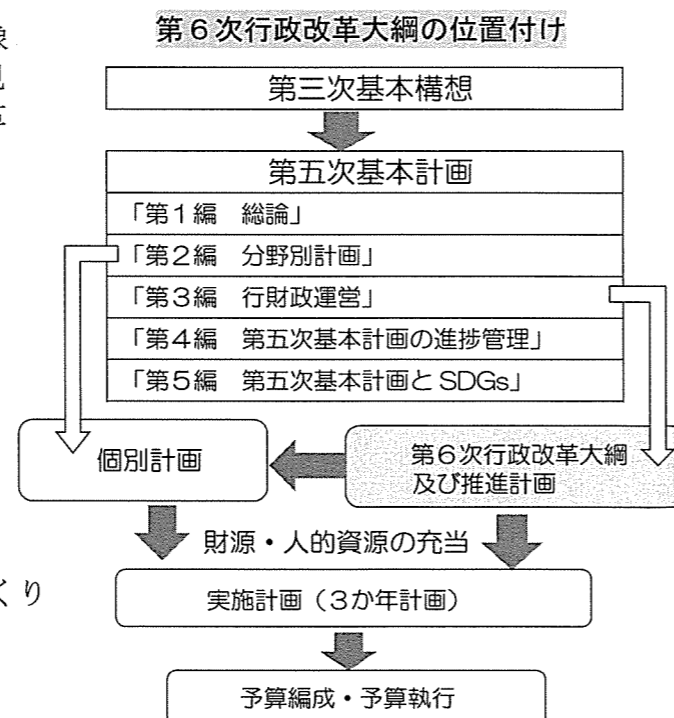 第６次行政改革大綱の位置付け
第三次基本構想
第五次基本計画
「第１編　総論」
「第２編　分野別計画」
「第３編　行財政運営」
「第４編　第五次基本計画の進捗管理」
「第５編　第五次基本計画と SDGs」
個別計画
第６次行政改革大綱
及び推進計画
財源・人的資源の充当
くり
実施計画（３か年計画）
予算編成・予算執行